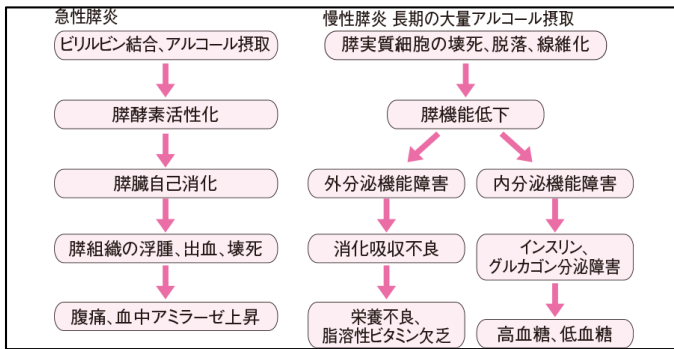 急性膵炎
ビリルビン結合、アルコール摂取
膵酵素活性化
膵臓自己消化
膵組織の浮腫、出血、壊死
腹痛、血中アミラーゼ上昇
慢性膵炎 長期の大量アルコール摂取
膵実質細胞の壊死、脱落、線維化
膵機能低下
外分泌機能障害
消化吸収不良
栄養不良、
脂溶性ビタミン欠乏
内分泌機能障害
インスリン、
グルカゴン分泌障害
高血糖、低血糖